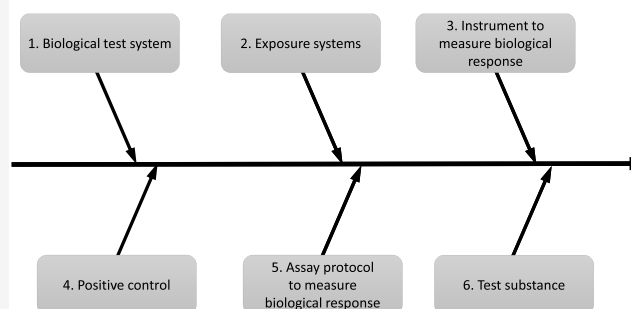 1. Biological test system
2. Exposure systems
3. Instrument to
measure biological
response
4. Positive control
5. Assay protocol
to measure
biological response
6. Test substance